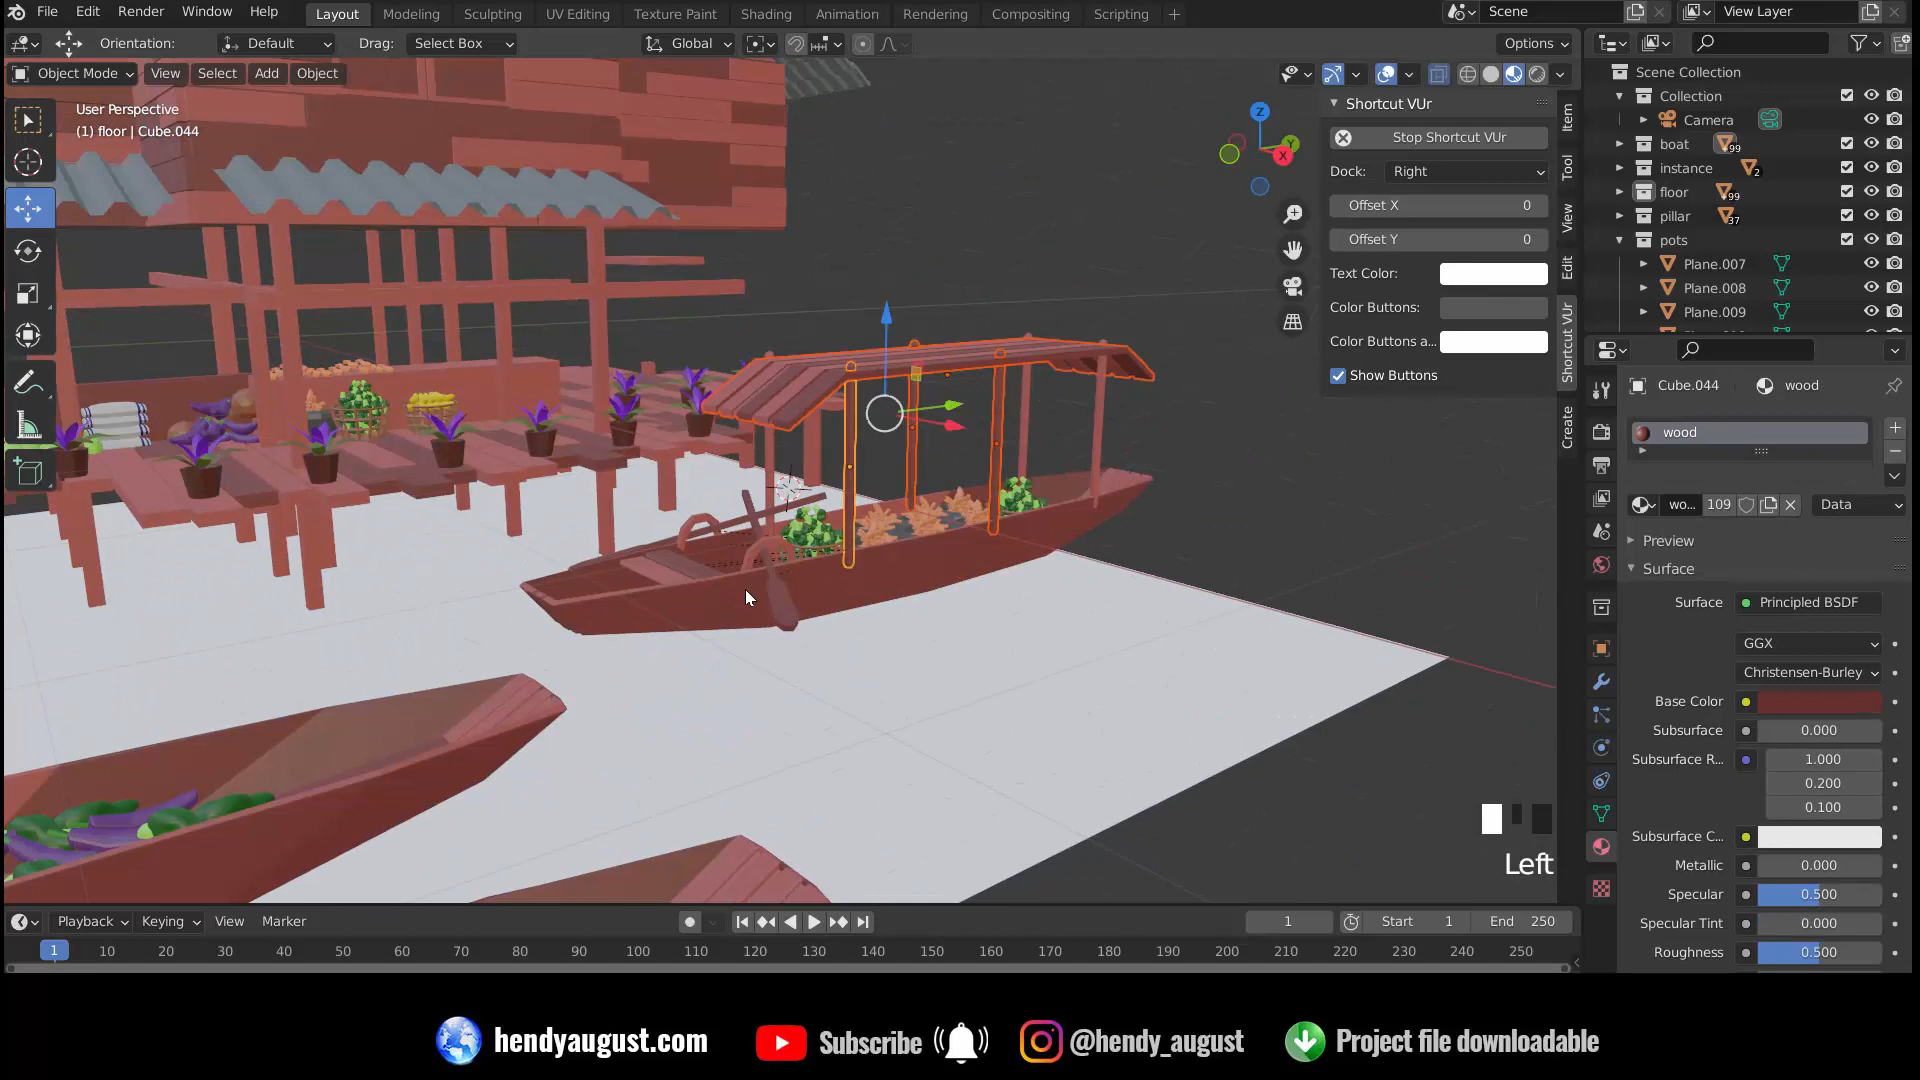 File Edit Render Window Help Layout Modeling Sculpting UV Editing Texture Paint Shading Animation Rendering Compositing Scripting + Scene View Layer
Orientation: Default Drag: Select Box Global Options
Object Mode View Select Add Object
User Perspective
(1) floor | Cube.044
Z
Y
X
Shortcut VUr
Stop Shortcut VUr
Dock: Right
Offset X 0
Offset Y 0
Text Color:
Color Buttons:
Color Buttons a...
Show Buttons
Item
Tool
View
Edit
Shortcut VUr
Create
Scene Collection
Collection
Camera
boat 99
instance 2
floor 99
pillar 37
pots
Plane.007
Plane.008
Plane.009
Cube.044 wood
wood
wo... 109 Data
Preview
Surface
Surface Principled BSDF
GGX
Christensen-Burley
Base Color
Subsurface 0.000
Subsurface R... 1.000
0.200
0.100
Subsurface C...
Metallic 0.000
Specular 0.500
Specular Tint 0.000
Roughness 0.500
Left
Playback Keying View Marker 1 Start 1 End 250
1 10 20 30 40 50 60 70 80 90 100 110 120 130 140 150 160 170 180 190 200 210 220 230 240 250
hendyaugust.com Subscribe @hendy_august Project file downloadable